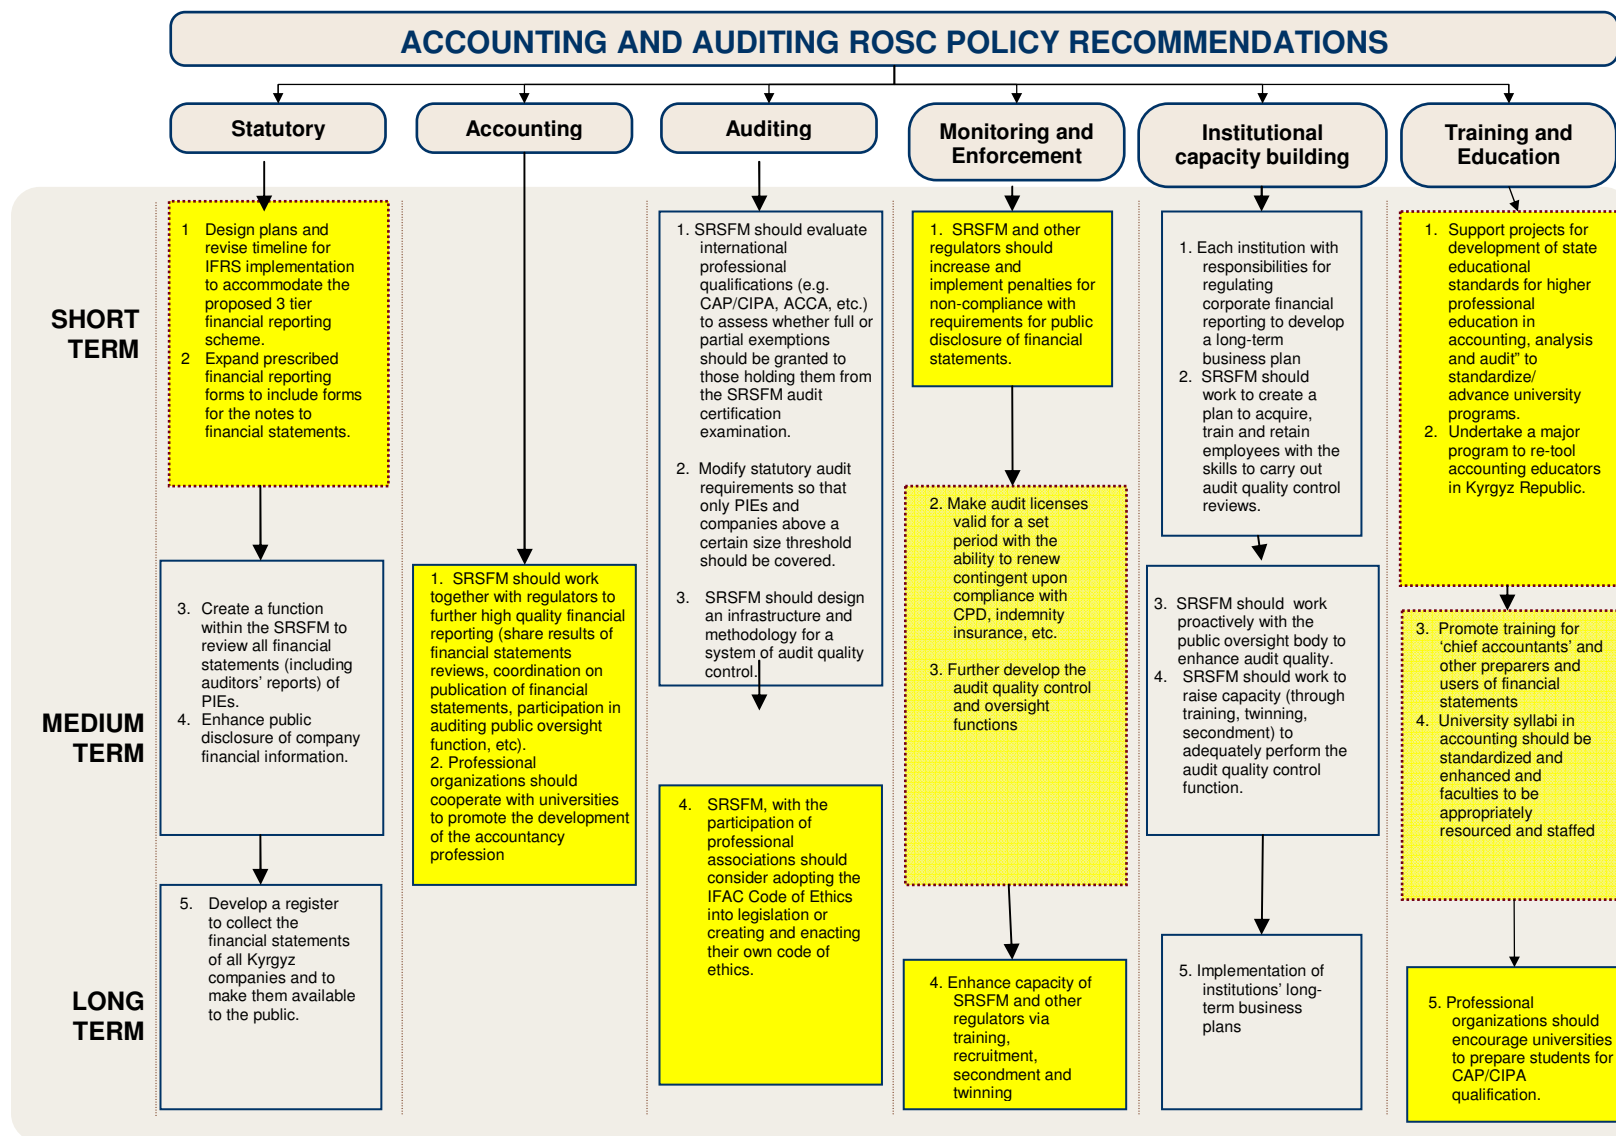 ACCOUNTING AND AUDITING ROSC POLICY RECOMMENDATIONS
Statutory
Accounting
Auditing
Monitoring and
Enforcement
Institutional
capacity building
Training and
Education
SHORT
TERM
MEDIUM
TERM
LONG
TERM
1 Design plans and
revise timeline for
IFRS implementation
to accommodate the
proposed 3 tier
financial reporting
scheme.
2 Expand prescribed
financial reporting
forms to include forms
for the notes to
financial statements.
3. Create a function
within the SRSFM to
review all financial
statements (including
auditors' reports) of
PIEs.
4. Enhance public
disclosure of company
financial information.
5. Develop a register
to collect the
financial statements
of all Kyrgyz
companies and to
make them available
to the public.
1. SRSFM should work
together with regulators to
further high quality financial
reporting (share results of
financial statements
reviews, coordination on
publication of financial
statements, participation in
auditing public oversight
function, etc).
2. Professional
organizations should
cooperate with universities
to promote the development
of the accountancy
profession
1. SRSFM should evaluate
international
professional
qualifications (e.g.
CAP/CIPA, ACCA, etc.)
to assess whether full or
partial exemptions
should be granted to
those holding them from
the SRSFM audit
certification
examination.
2. Modify statutory audit
requirements so that
only PIEs and
companies above a
certain size threshold
should be covered.
3. SRSFM should design
an infrastructure and
methodology for a
system of audit quality
control.
4. SRSFM, with the
participation of
professional
associations should
consider adopting the
IFAC Code of Ethics
into legislation or
creating and enacting
their own code of
ethics.
1. SRSFM and other
regulators should
increase and
implement penalties for
non-compliance with
requirements for public
disclosure of financial
statements.
2. Make audit licenses
valid for a set
period with the
ability to renew
contingent upon
compliance with
CPD, indemnity
insurance, etc.
3. Further develop the
audit quality control
and oversight
functions
4. Enhance capacity of
SRSFM and other
regulators via
training,
recruitment,
secondment and
twinning
1. Each institution with
responsibilities for
regulating
corporate financial
reporting to develop
a long-term
business plan
2. SRSFM should
work to create a
plan to acquire,
train and retain
employees with the
skills to carry out
audit quality control
reviews.
3. SRSFM should work
proactively with the
public oversight body to
enhance audit quality.
4. SRSFM should work to
raise capacity (through
training, twinning,
secondment) to
adequately perform the
audit quality control
function.
5. Implementation of
institutions' long-
term business
plans
1. Support projects for
development of state
educational
standards for higher
professional
education in
accounting, analysis
and audit" to
standardize/
advance university
programs.
2. Undertake a major
program to re-tool
accounting educators
in Kyrgyz Republic.
3. Promote training for
'chief accountants' and
other preparers and
users of financial
statements
4. University syllabi in
accounting should be
standardized and
enhanced and
faculties to be
appropriately
resourced and staffed
5. Professional
organizations should
encourage universities
to prepare students for
CAP/CIPA
qualification.